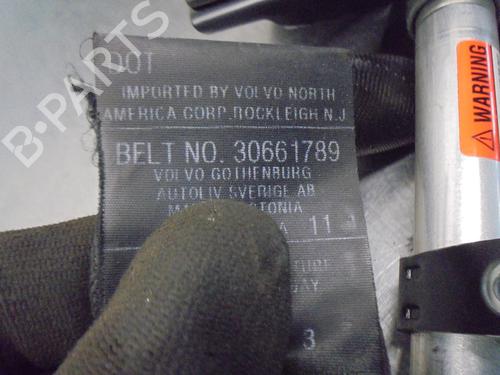 B-PARTS
DOT
IMPORTED BY VOLVO NORTH
AMERICA CORP. ROCKLEIGH N.J
BELT NO. 30661789
VOLVO GOTHENBURG
AUTOLIV SVERIGE AB
11
3
WARNING